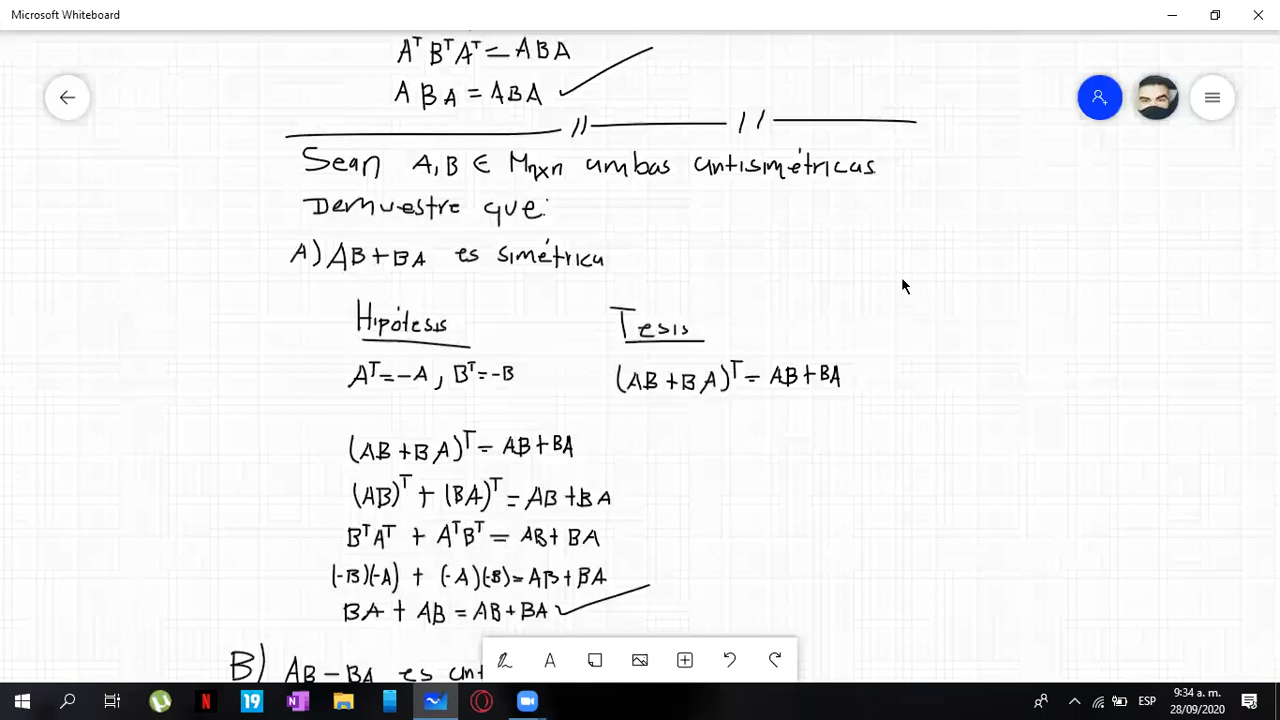 Microsoft Whiteboard
AᵀBᵀAᵀ = ABA
ABA = ABA
Sean A,B ∈ Mnxn ambas antisimétricas
Demuestre que:
A) AB+BA es simétrica
Hipótesis
Tesis
Aᵀ=-A, Bᵀ=-B
(AB+BA)ᵀ = AB+BA
(AB+BA)ᵀ = AB+BA
(AB)ᵀ + (BA)ᵀ = AB+BA
BᵀAᵀ + AᵀBᵀ = AB+BA
(-B)(-A) + (-A)(-B) = AB+BA
BA + AB = AB+BA
B) AB-BA es ant
19
ESP
9:34 a. m.
28/09/2020